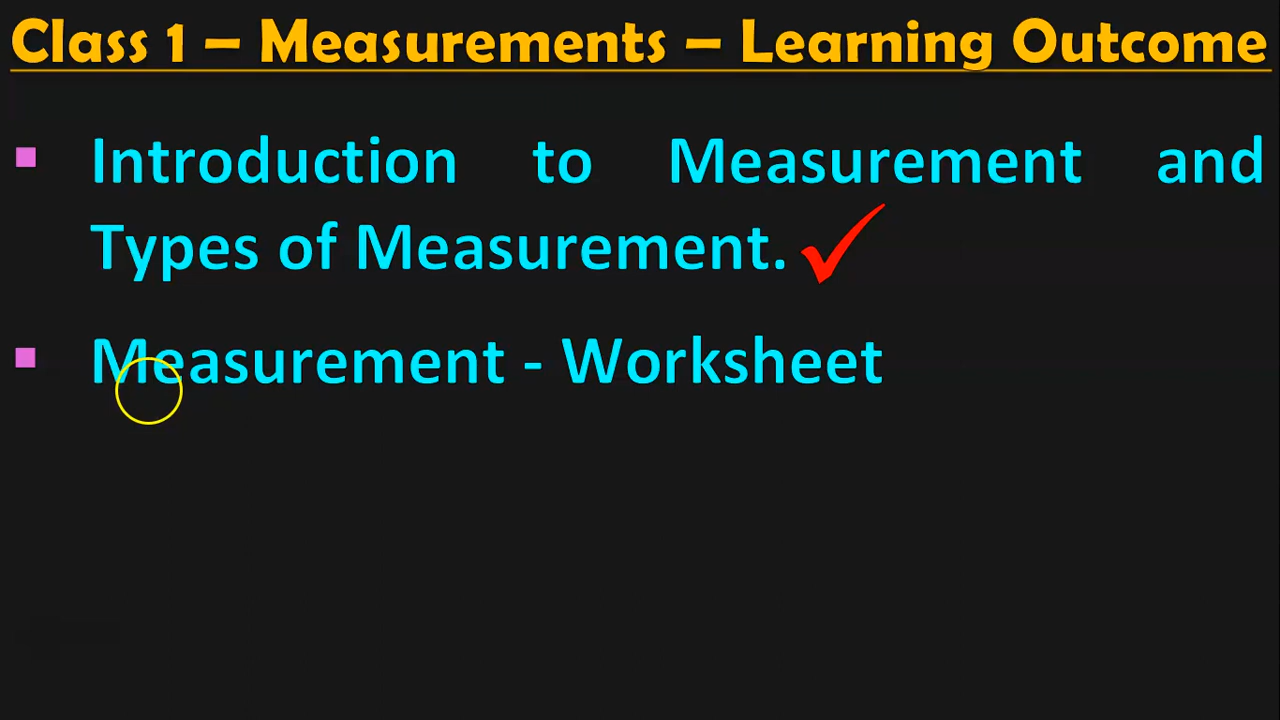 Class 1 – Measurements – Learning Outcome
Introduction to Measurement and
Types of Measurement.
Measurement - Worksheet